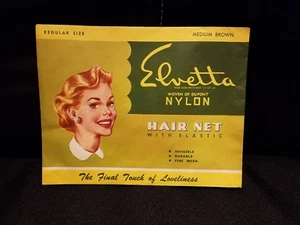 REGULAR SIZE
MEDIUM BROWN
Elvetta
WOVEN OF DUPONT
NYLON
HAIR NET
WITH ELASTIC
INVISIBLE
DURABLE
FINE MESH
The Final Touch of Loveliness